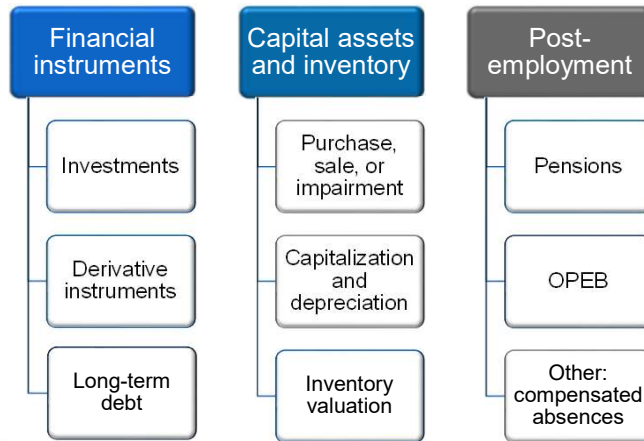 Financial
instruments
Investments
Derivative
instruments
Long-term
debt
Capital assets
and inventory
Purchase,
sale, or
impairment
Capitalization
and
depreciation
Inventory
valuation
Post-
employment
Pensions
OPEB
Other:
compensated
absences